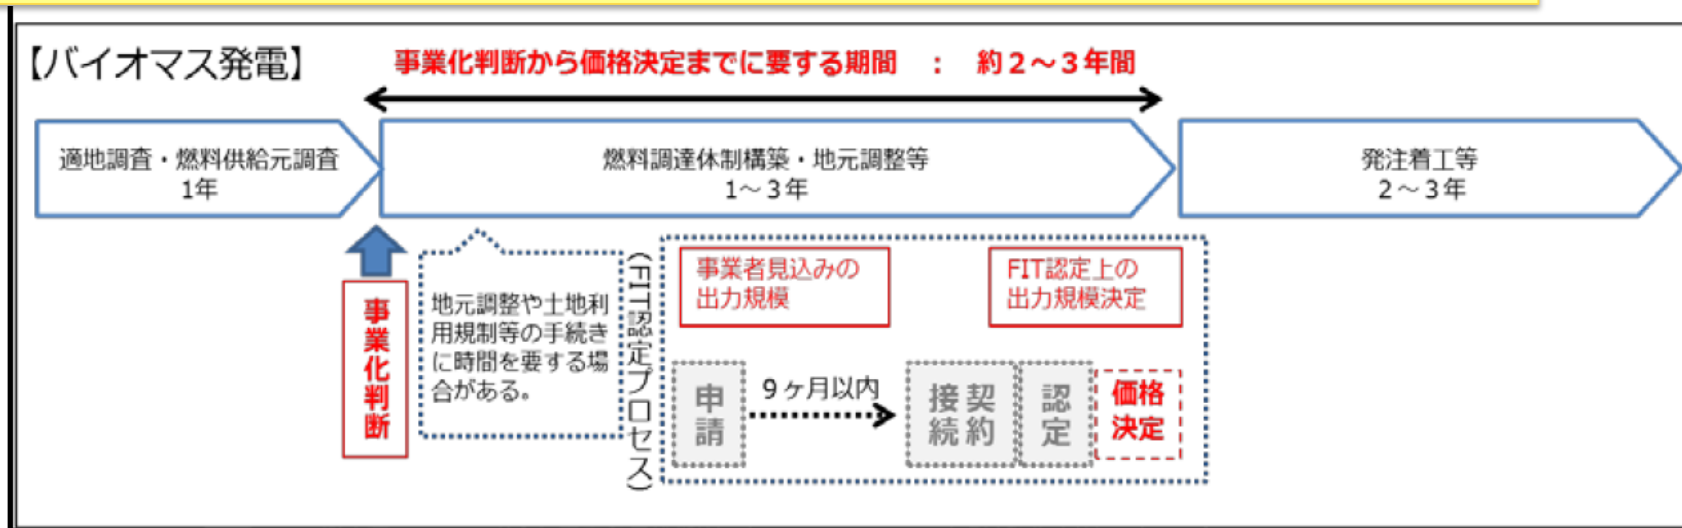 【バイオマス発電】
事業化判断から価格決定までに要する期間 ： 約２～３年間
適地調査・燃料供給元調査
1年
燃料調達体制構築・地元調整等
1～３年
発注着工等
２～３年
事業化判断
地元調整や土地利
用規制等の手続き
に時間を要する場
合がある。
(FIT認定プロセス)
事業者見込みの
出力規模
FIT認定上の
出力規模決定
申請
９ヶ月以内
接続契約
認定
価格
決定